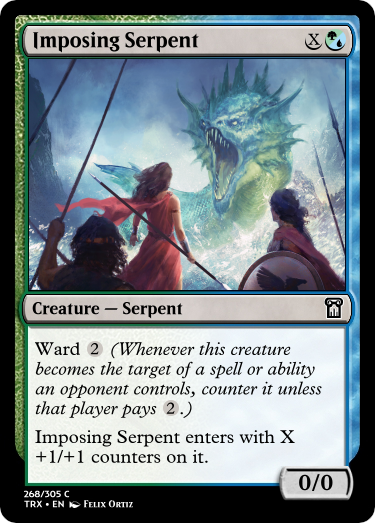 Imposing Serpent X
Creature — Serpent
Ward 2 (Whenever this creature
becomes the target of a spell or ability
an opponent controls, counter it unless
that player pays 2.)
Imposing Serpent enters with X
+1/+1 counters on it.
0/0
268/305 C
TRX • EN Felix Ortiz